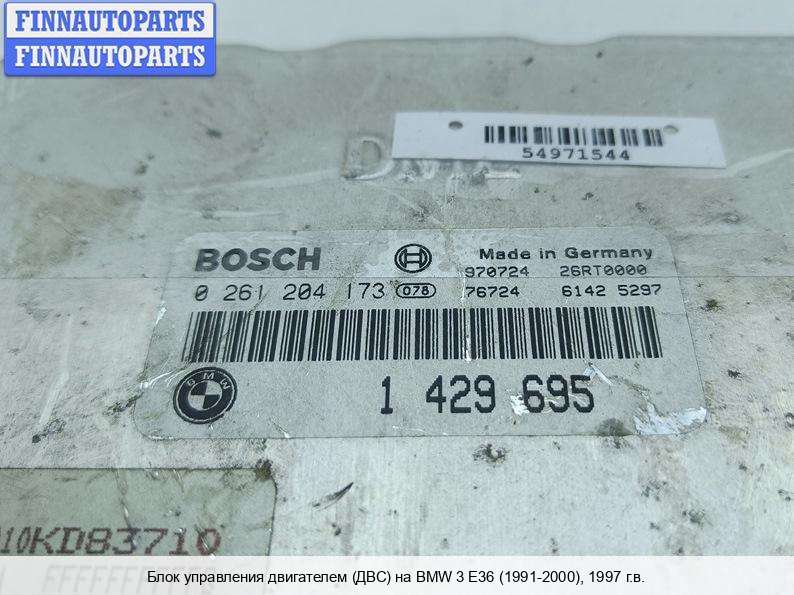 FINNAUTOPARTS
FINNAUTOPARTS
54971544
BOSCH
Made in Germany
970724 26RT0000
0 261 204 173 078 76724 6142 5297
BMW
1 429 695
10KD83710
Блок управления двигателем (ДВС) на BMW 3 E36 (1991-2000), 1997 г.в.